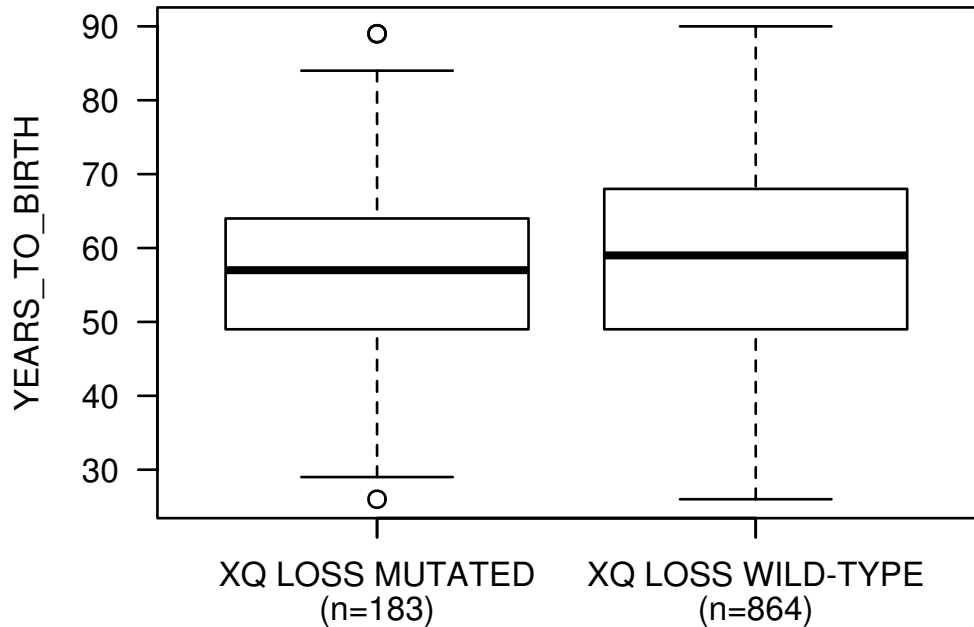 YEARS_TO_BIRTH
90
80
70
60
50
40
30
XQ LOSS MUTATED
(n=183)
XQ LOSS WILD-TYPE
(n=864)